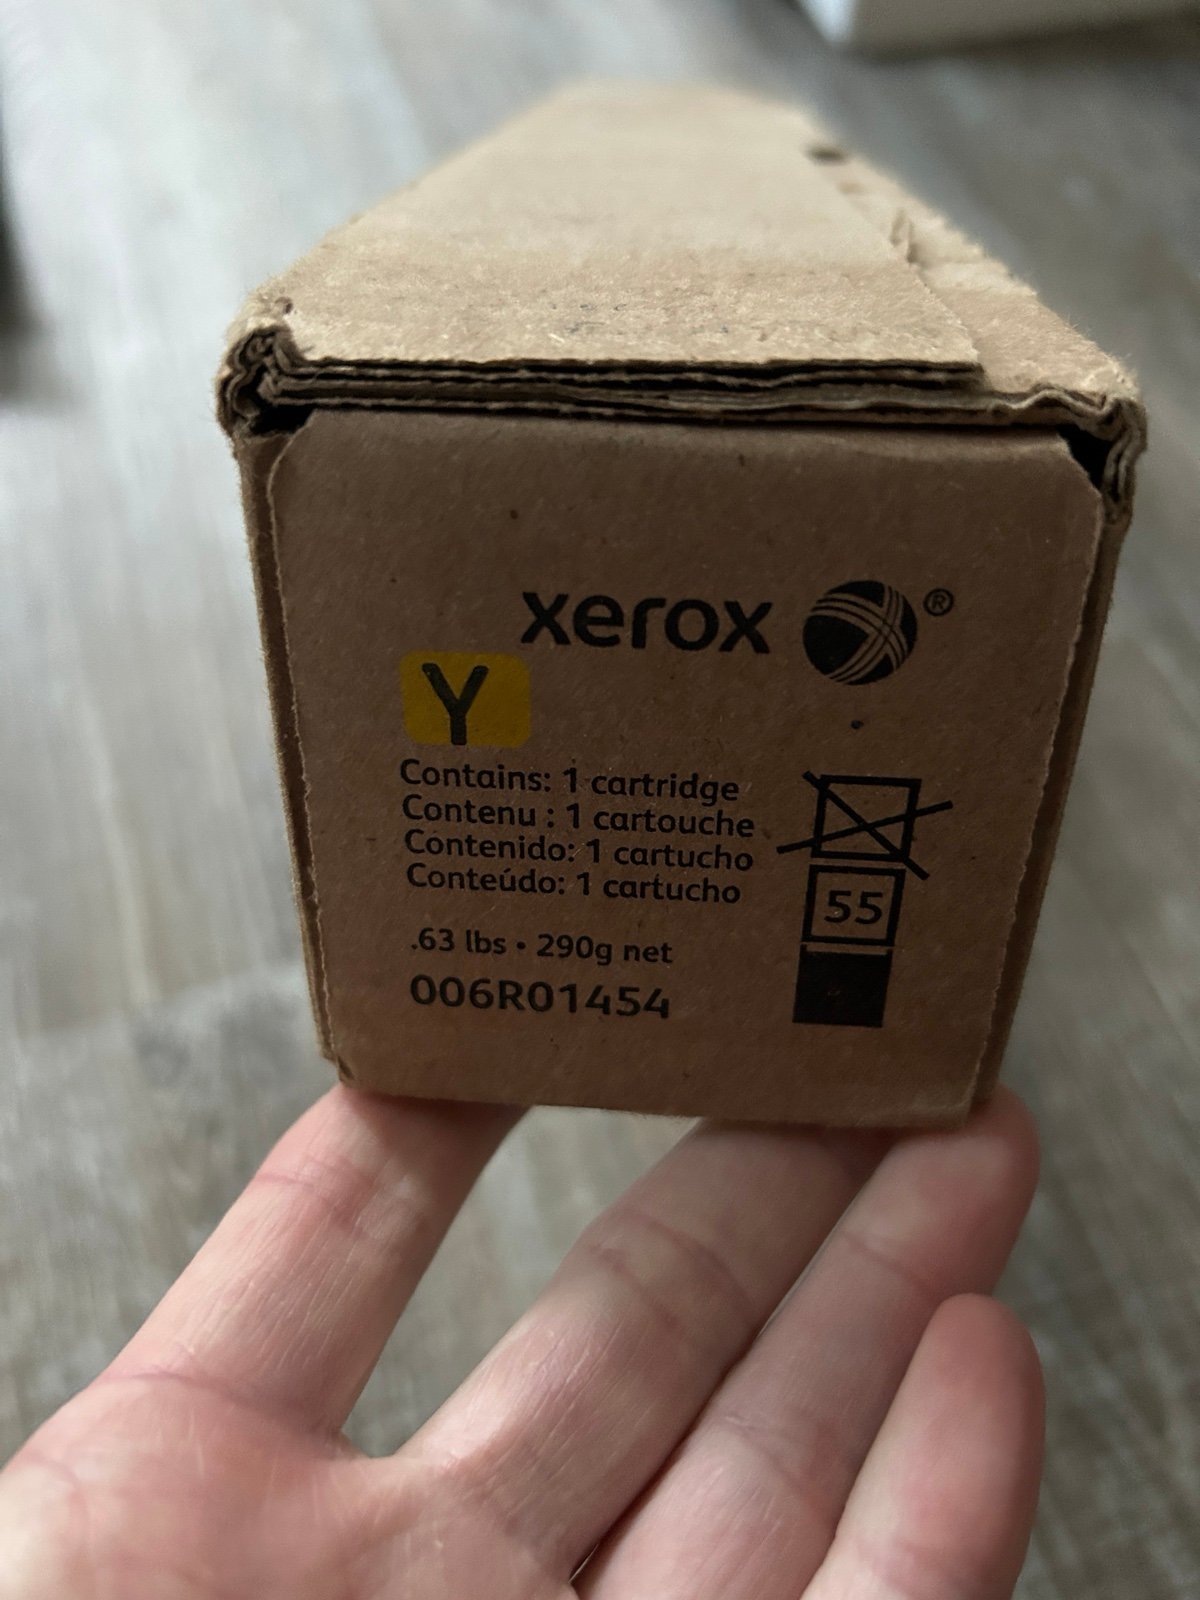 xerox ®
Y
Contains: 1 cartridge
Contenu : 1 cartouche
Contenido: 1 cartucho
Conteúdo: 1 cartucho
55
.63 lbs • 290g net
006R01454